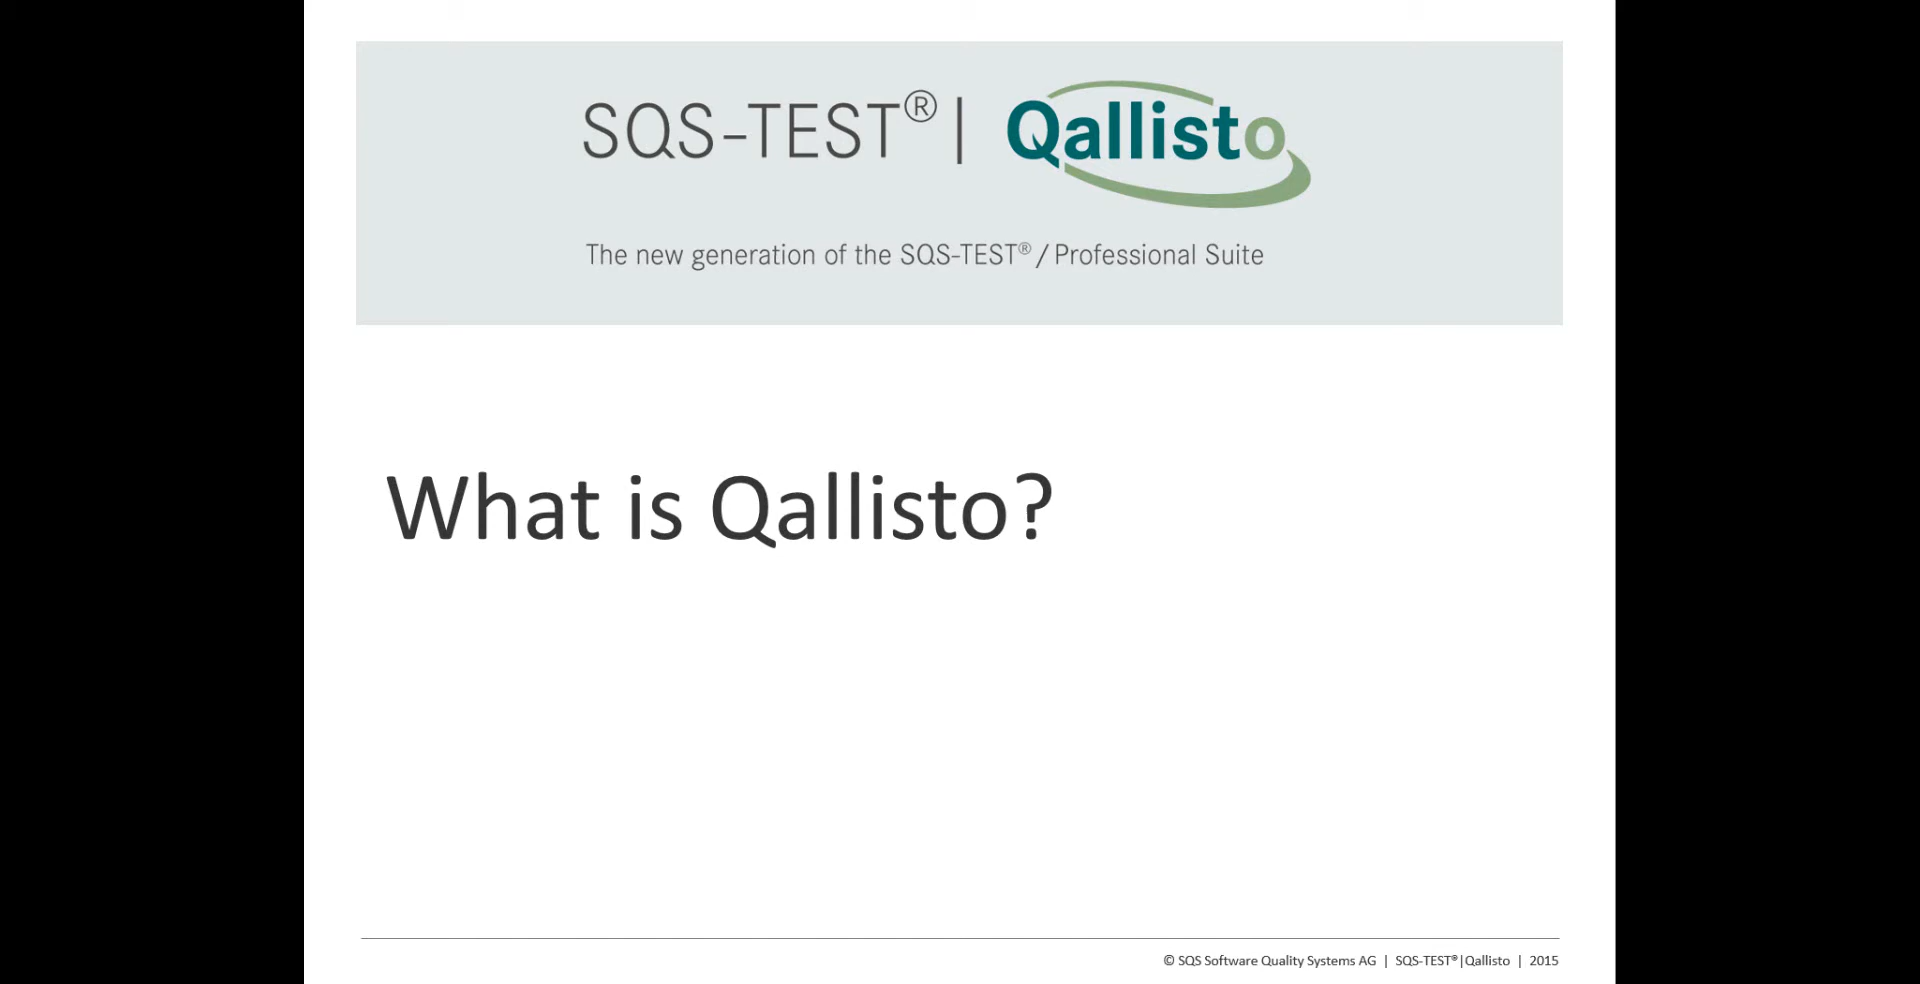 SQS-TEST® | Qallisto
The new generation of the SQS-TEST® / Professional Suite
What is Qallisto?
© SQS Software Quality Systems AG | SQS-TEST®|Qallisto | 2015